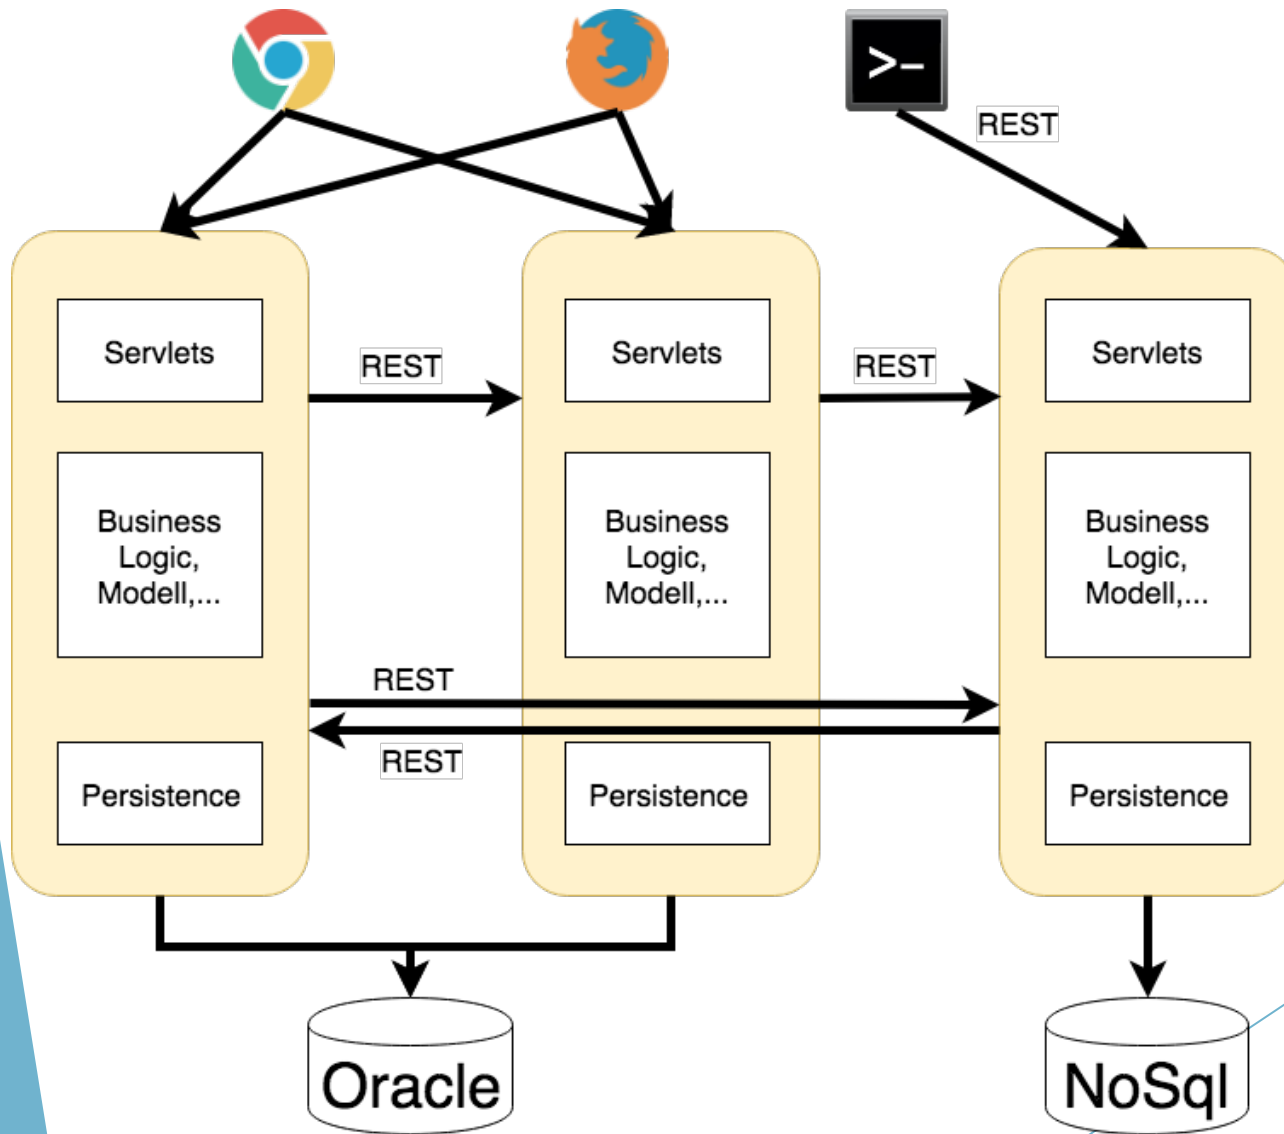 >-
REST
Servlets
REST
Servlets
REST
Servlets
Business
Logic,
Modell,...
Business
Logic,
Modell,...
Business
Logic,
Modell,...
REST
REST
Persistence
Persistence
Persistence
Oracle
NoSql